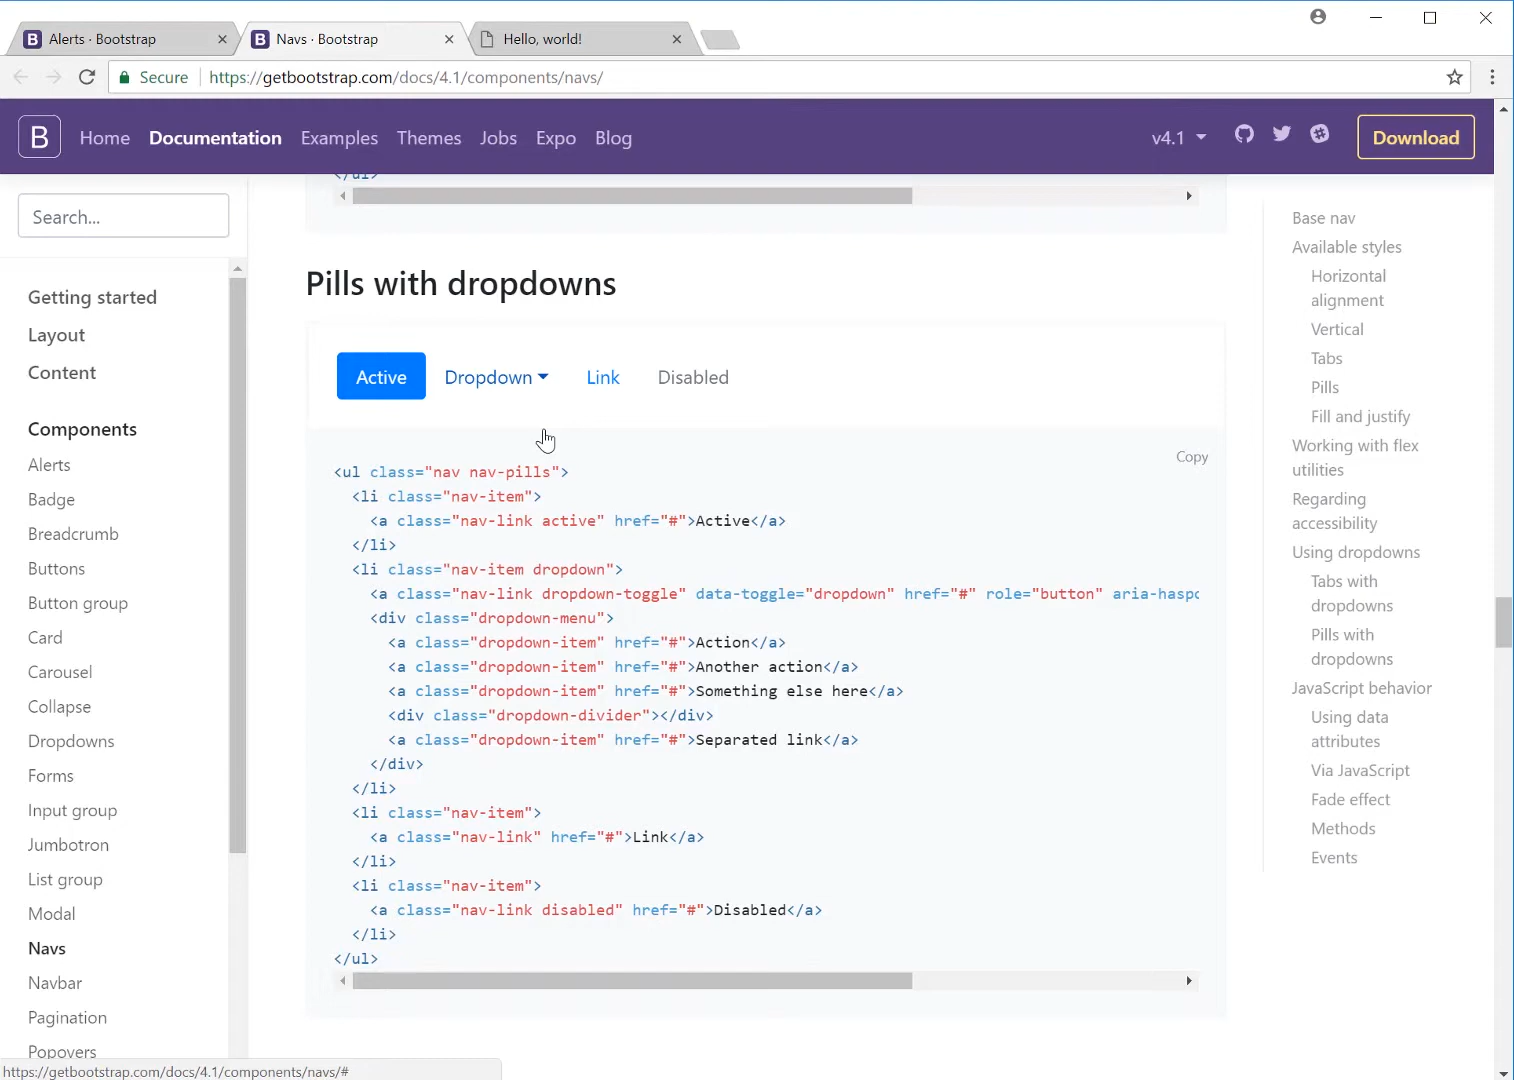 Alerts · Bootstrap
Navs · Bootstrap
Hello, world!
Secure
https://getbootstrap.com/docs/4.1/components/navs/
B
Home
Documentation
Examples
Themes
Jobs
Expo
Blog
v4.1
Download
Search...
Getting started
Layout
Content
Components
Alerts
Badge
Breadcrumb
Buttons
Button group
Card
Carousel
Collapse
Dropdowns
Forms
Input group
Jumbotron
List group
Modal
Navs
Navbar
Pagination
Popovers
</ul>
Pills with dropdowns
Active
Dropdown
Link
Disabled
Copy
<ul class="nav nav-pills">
<li class="nav-item">
<a class="nav-link active" href="#">Active</a>
</li>
<li class="nav-item dropdown">
<a class="nav-link dropdown-toggle" data-toggle="dropdown" href="#" role="button" aria-haspo
<div class="dropdown-menu">
<a class="dropdown-item" href="#">Action</a>
<a class="dropdown-item" href="#">Another action</a>
<a class="dropdown-item" href="#">Something else here</a>
<div class="dropdown-divider"></div>
<a class="dropdown-item" href="#">Separated link</a>
</div>
</li>
<li class="nav-item">
<a class="nav-link" href="#">Link</a>
</li>
<li class="nav-item">
<a class="nav-link disabled" href="#">Disabled</a>
</li>
</ul>
Base nav
Available styles
Horizontal
alignment
Vertical
Tabs
Pills
Fill and justify
Working with flex
utilities
Regarding
accessibility
Using dropdowns
Tabs with
dropdowns
Pills with
dropdowns
JavaScript behavior
Using data
attributes
Via JavaScript
Fade effect
Methods
Events
https://getbootstrap.com/docs/4.1/components/navs/#